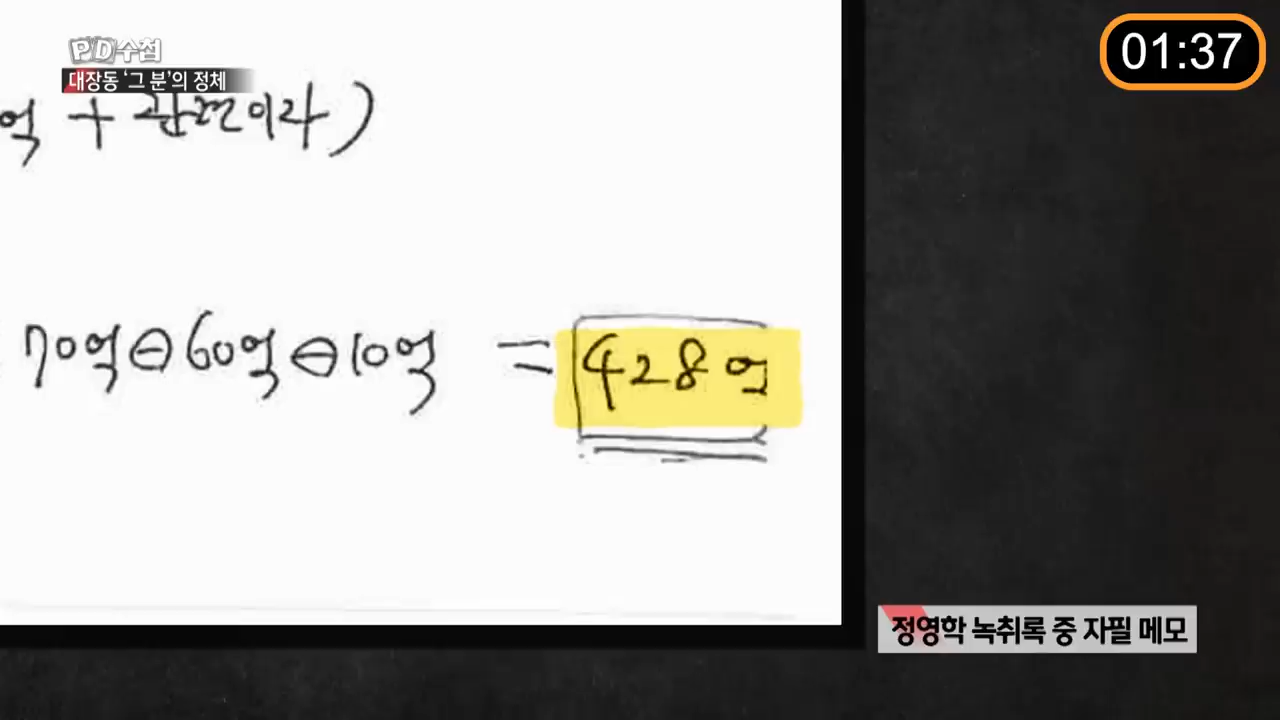 PD수첩
01:37
대장동 '그 분'의 정체
억 + 관련이라)
70억⊖60억⊖10억 = 428억
정영학 녹취록 중 자필 메모